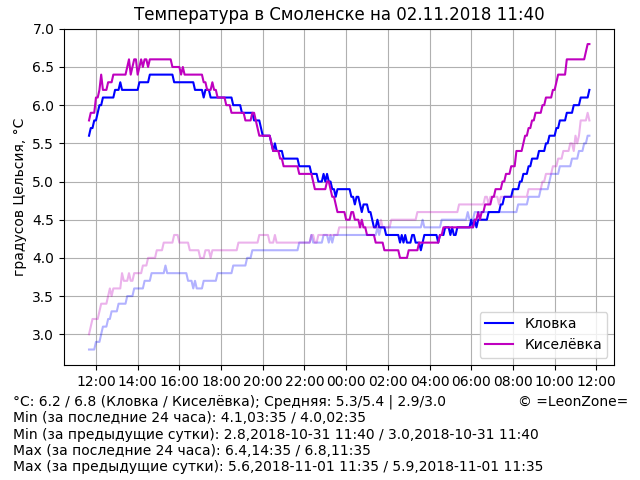 Температура в Смоленске на 02.11.2018 11:40
7.0
6.5
6.0
5.5
5.0
4.5
4.0
3.5
3.0
градусов Цельсия, °C
Кловка
Киселёвка
12:00 14:00 16:00 18:00 20:00 22:00 00:00 02:00 04:00 06:00 08:00 10:00 12:00
°C: 6.2 / 6.8 (Кловка / Киселёвка); Средняя: 5.3/5.4 | 2.9/3.0 © =LeonZone=
Min (за последние 24 часа): 4.1,03:35 / 4.0,02:35
Min (за предыдущие сутки): 2.8,2018-10-31 11:40 / 3.0,2018-10-31 11:40
Max (за последние 24 часа): 6.4,14:35 / 6.8,11:35
Max (за предыдущие сутки): 5.6,2018-11-01 11:35 / 5.9,2018-11-01 11:35